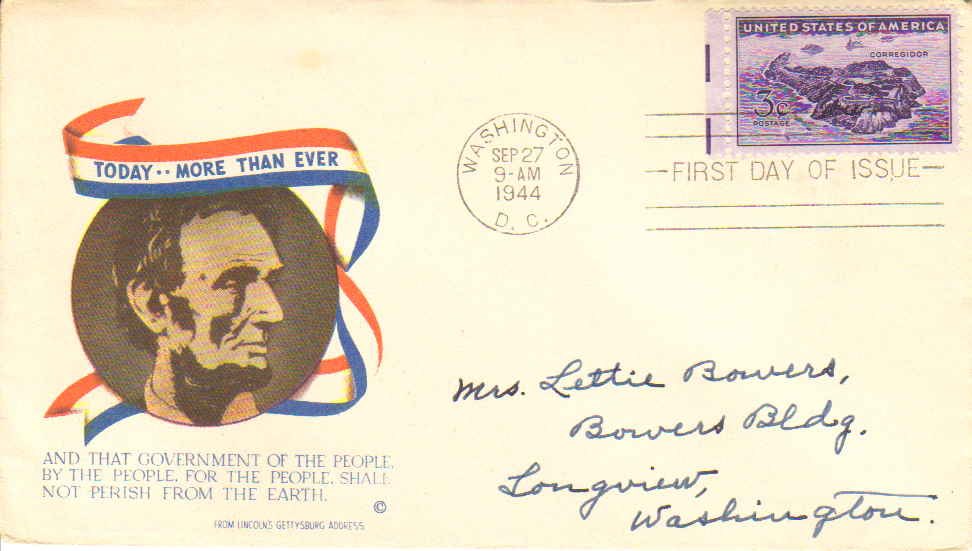 TODAY·· MORE THAN EVER
AND THAT GOVERNMENT OF THE PEOPLE,
BY THE PEOPLE, FOR THE PEOPLE, SHALL
NOT PERISH FROM THE EARTH.
©
FROM LINCOLN'S GETTYSBURG ADDRESS
WASHINGTON
SEP 27
9-AM
1944
D. C.
UNITED STATES OF AMERICA
CORREGIDOR
3c
POSTAGE
FIRST DAY OF ISSUE
Mrs. Lettie Bowers,
Bowers Bldg.
Longview,
Washington.